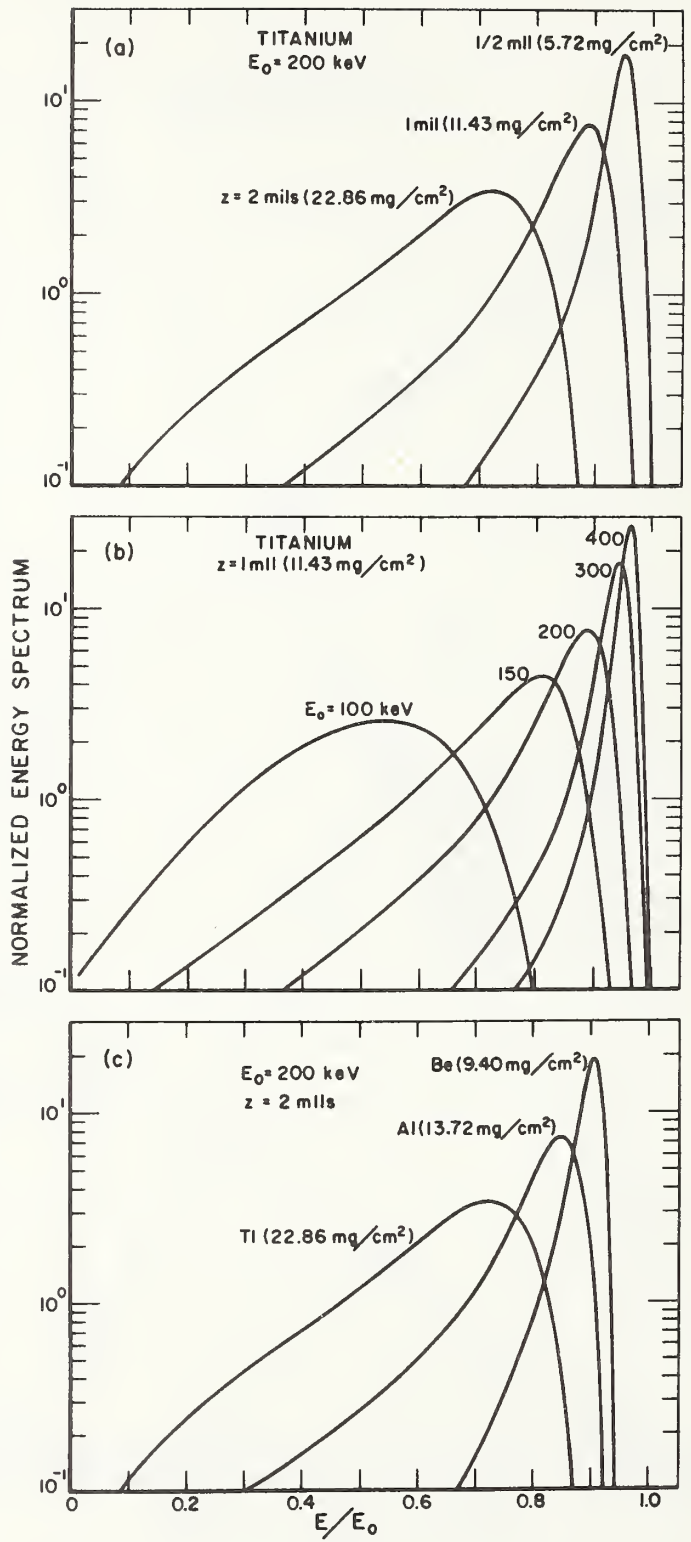 (a)
TITANIUM
E₀= 200 keV
1/2 mil (5.72 mg/cm²)
1 mil (11.43 mg/cm²)
z = 2 mils (22.86 mg/cm²)
10¹
10⁰
10⁻¹
NORMALIZED ENERGY SPECTRUM
(b)
TITANIUM
z=1 mil (11.43 mg/cm²)
400
300
200
150
E₀= 100 keV
10¹
10⁰
10⁻¹
(c)
E₀= 200 keV
z = 2 mils
Be (9.40 mg/cm²)
Al (13.72 mg/cm²)
TI (22.86 mg/cm²)
10¹
10⁰
10⁻¹
0 0.2 0.4 0.6 0.8 1.0
E/E₀